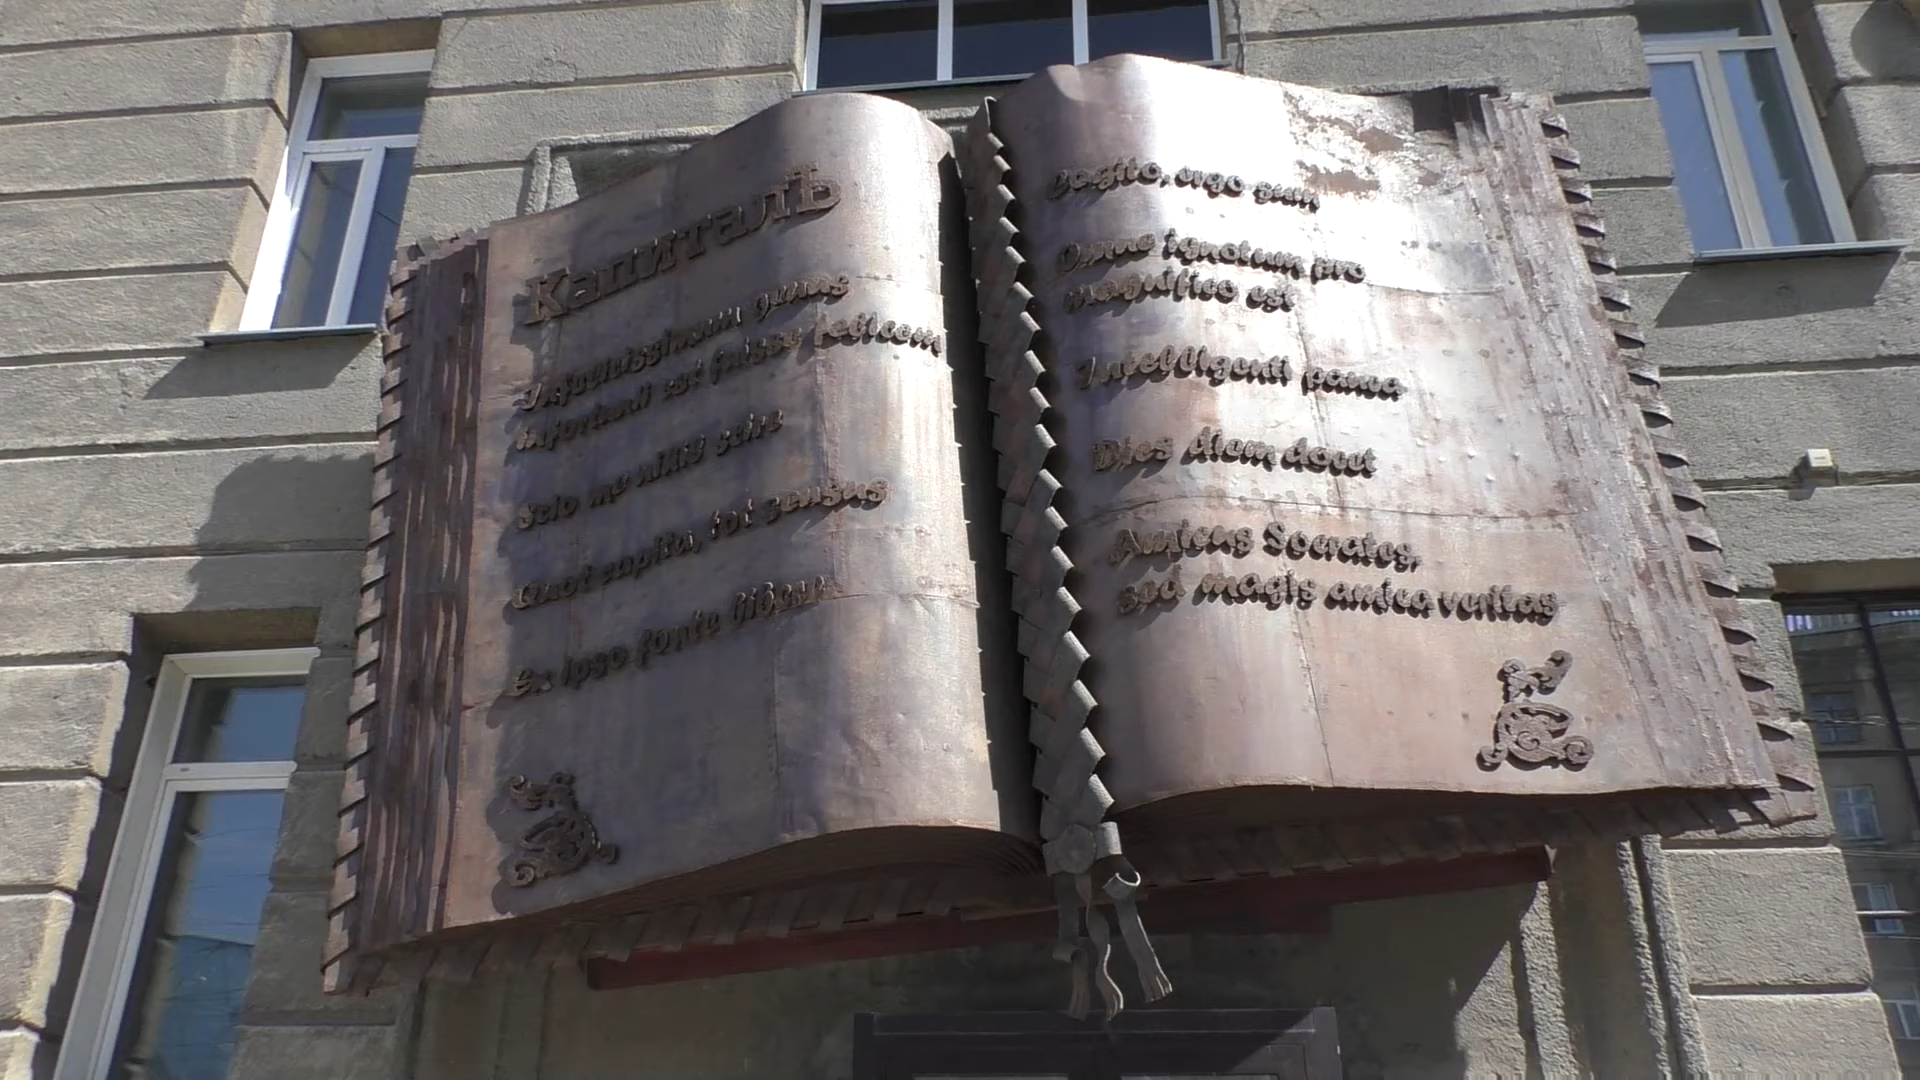 КапиталЪ
Infelicissimum genus
infortunii est fuisse felicem
Scio me nihil scire
Quot capita, tot sensus
Ex ipso fonte bibere
Cogito, ergo sum
Omne ignotum pro
magnifico est
Intelligenti pauca
Dies diem docet
Amicus Socrates,
sed magis amica veritas